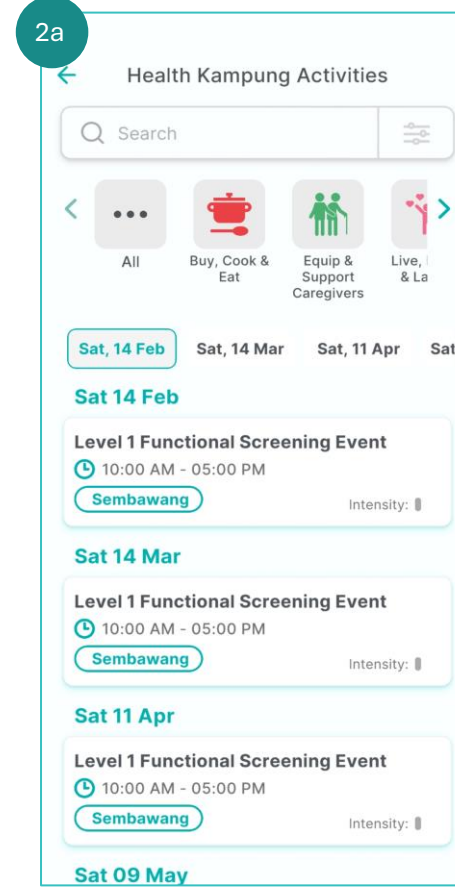 2a
Health Kampung Activities
Search
All
Buy, Cook &
Eat
Equip &
Support
Caregivers
Live,
& La
Sat, 14 Feb Sat, 14 Mar Sat, 11 Apr Sat
Sat 14 Feb
Level 1 Functional Screening Event
10:00 AM - 05:00 PM
Sembawang
Intensity:
Sat 14 Mar
Level 1 Functional Screening Event
10:00 AM - 05:00 PM
Sembawang
Intensity:
Sat 11 Apr
Level 1 Functional Screening Event
10:00 AM - 05:00 PM
Sembawang
Intensity:
Sat 09 May